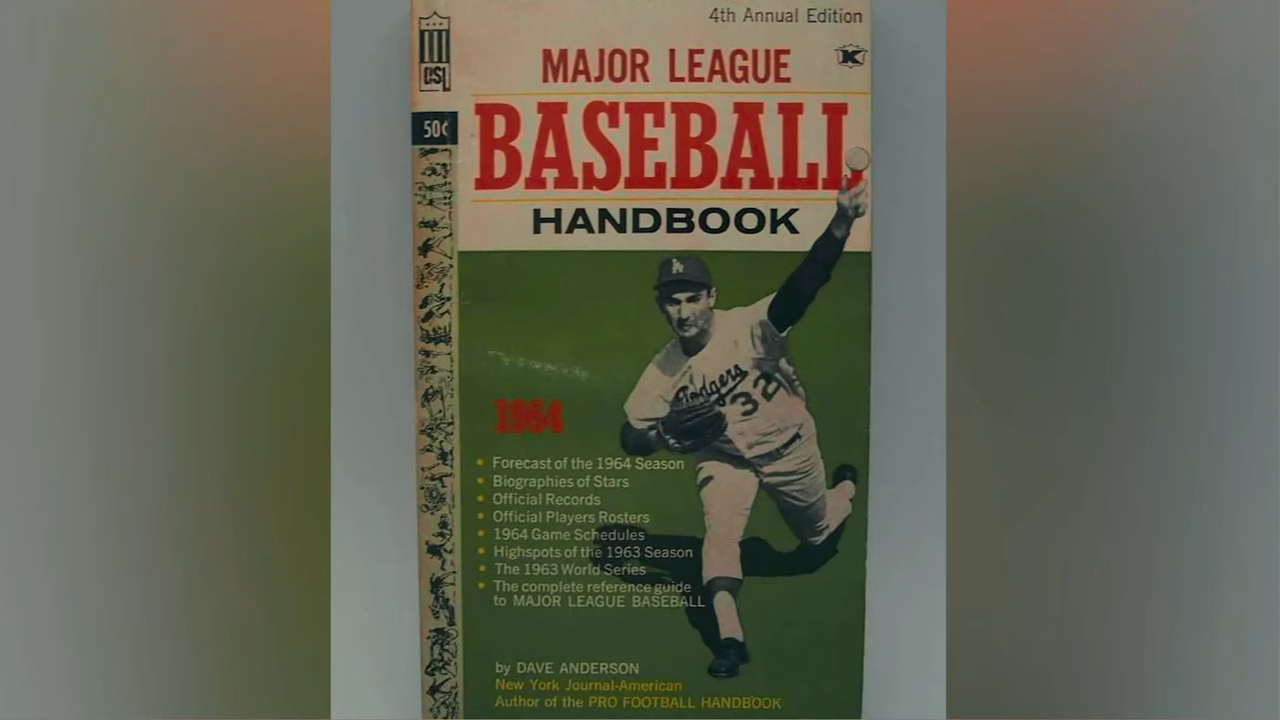 4th Annual Edition
K
MAJOR LEAGUE
BASEBALL
HANDBOOK
50¢
LA
Dodgers
32
1964
• Forecast of the 1964 Season
• Biographies of Stars
• Official Records
• Official Players Rosters
• 1964 Game Schedules
• Highspots of the 1963 Season
• The 1963 World Series
• The complete reference guide
to MAJOR LEAGUE BASEBALL
by DAVE ANDERSON
New York Journal-American
Author of the PRO FOOTBALL HANDBOOK